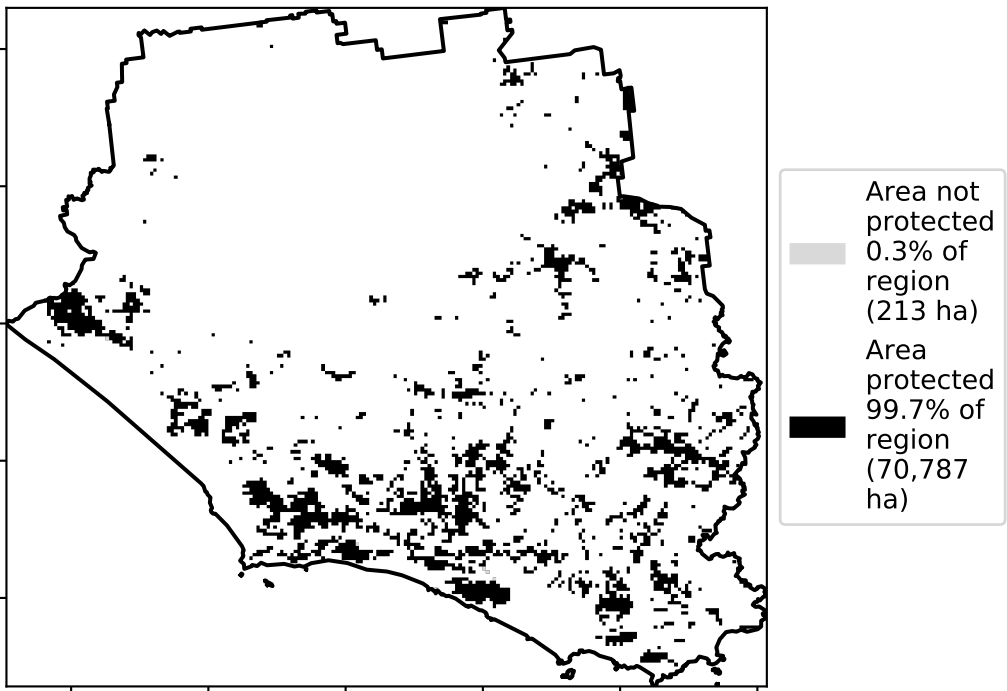 Area not
protected
0.3% of
region
(213 ha)
Area
protected
99.7% of
region
(70,787
ha)